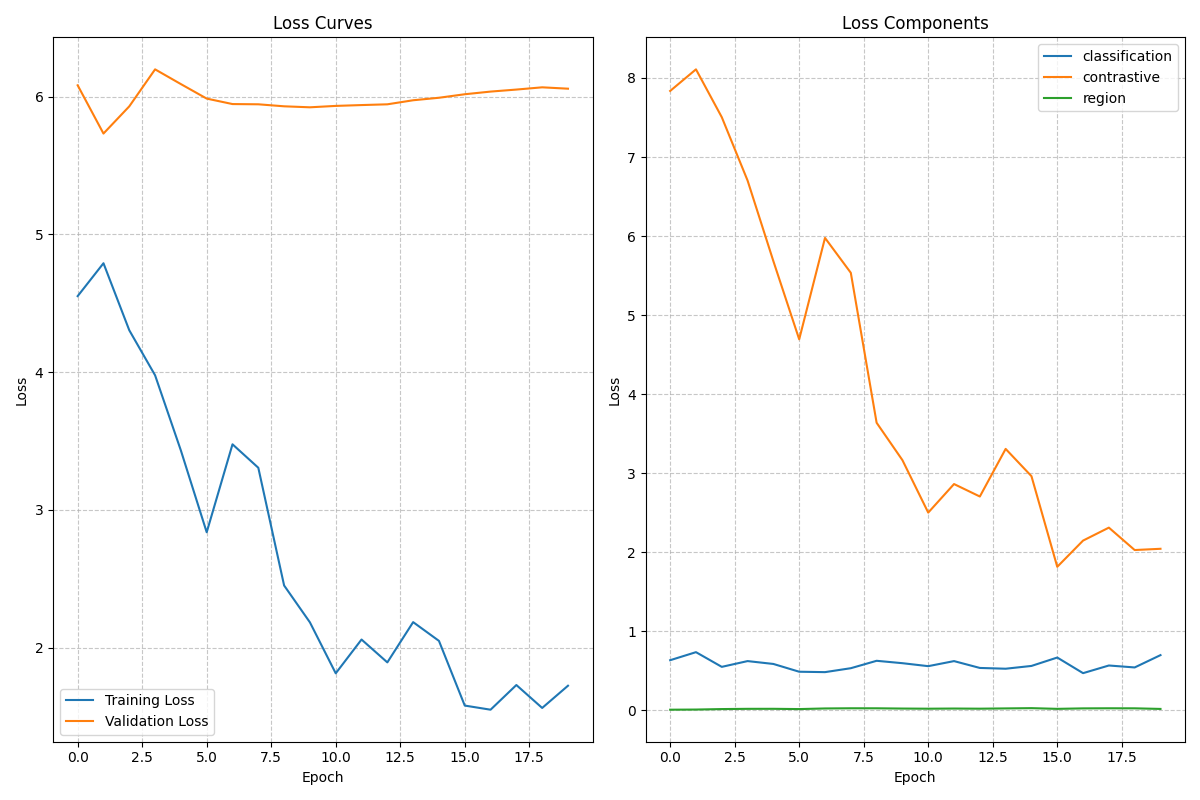 Loss Curves
6
5
4
3
2
Loss
0.0 2.5 5.0 7.5 10.0 12.5 15.0 17.5
Epoch
Training Loss
Validation Loss
Loss Components
8
7
6
5
4
3
2
1
0
Loss
0.0 2.5 5.0 7.5 10.0 12.5 15.0 17.5
Epoch
classification
contrastive
region